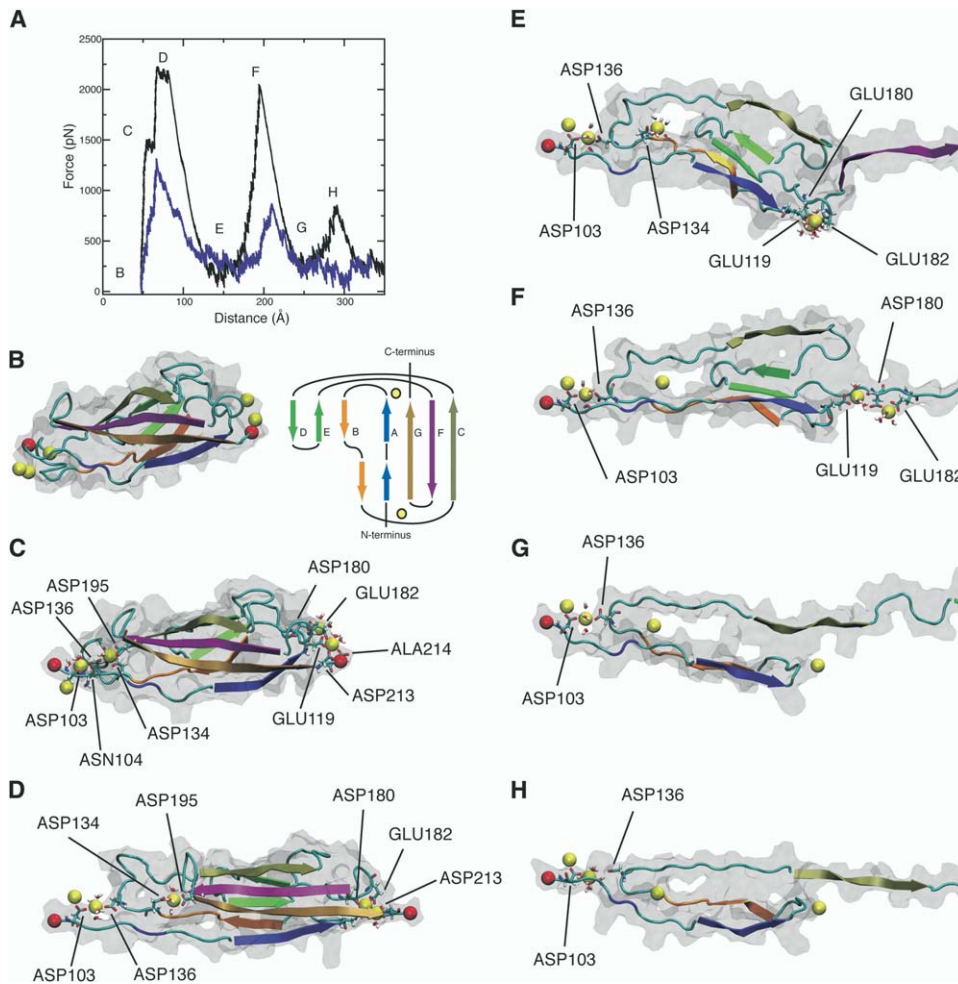 A
2500
2000
1500
1000
500
0
Force (pN)
0
100
200
300
Distance (Å)
B
C
D
E
F
G
H
B
C-terminus
D
E
B
A
G
F
C
N-terminus
C
ASP195
ASP136
ASP103
ASN104
ASP134
ASP180
GLU182
ALA214
GLU119
ASP213
D
ASP195
ASP134
ASP180
GLU182
ASP213
ASP103
ASP136
E
ASP136
GLU180
ASP103
ASP134
GLU119
GLU182
F
ASP136
ASP180
ASP103
GLU119
GLU182
G
ASP136
ASP103
H
ASP136
ASP103